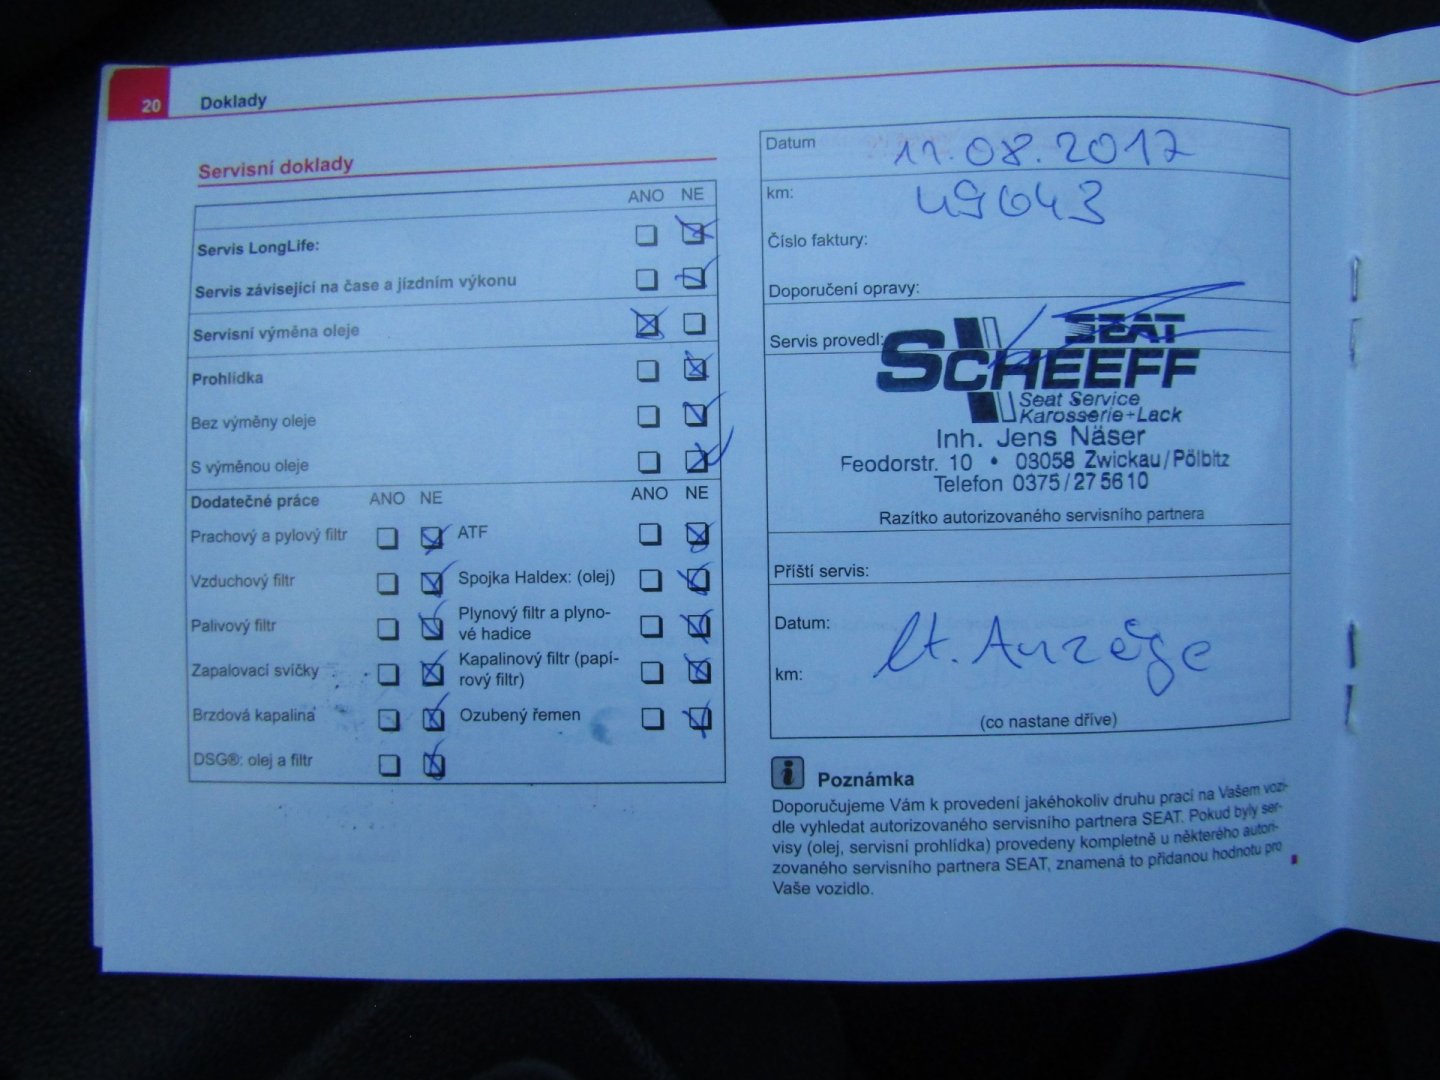 20 Doklady
Servisní doklady
ANO NE
Servis LongLife:
Servis závisející na čase a jízdním výkonu
Servisní výměna oleje
Prohlídka
Bez výměny oleje
S výměnou oleje
Dodatečné práce ANO NE ANO NE
Prachový a pylový filtr ATF
Vzduchový filtr Spojka Haldex: (olej)
Palivový filtr Plynový filtr a plyno-
vé hadice
Zapalovací svíčky Kapalinový filtr (papí-
rový filtr)
Brzdová kapalina Ozubený řemen
DSG®: olej a filtr
Datum 11.08.2017
km: 49643
Číslo faktury:
Doporučení opravy:
Servis provedl:
SEAT
SCHEEFF
Seat Service
Karosserie+Lack
Inh. Jens Näser
Feodorstr. 10 • 08058 Zwickau/Pölbitz
Telefon 0375/275610
Razítko autorizovaného servisního partnera
Příští servis:
Datum:
lt. Anzeige
km:
(co nastane dříve)
i Poznámka
Doporučujeme Vám k provedení jakéhokoliv druhu prací na Vašem vozi-
dle vyhledat autorizovaného servisního partnera SEAT. Pokud byly ser-
visy (olej, servisní prohlídka) provedeny kompletně u některého autori-
zovaného servisního partnera SEAT, znamená to přidanou hodnotu pro
Vaše vozidlo.